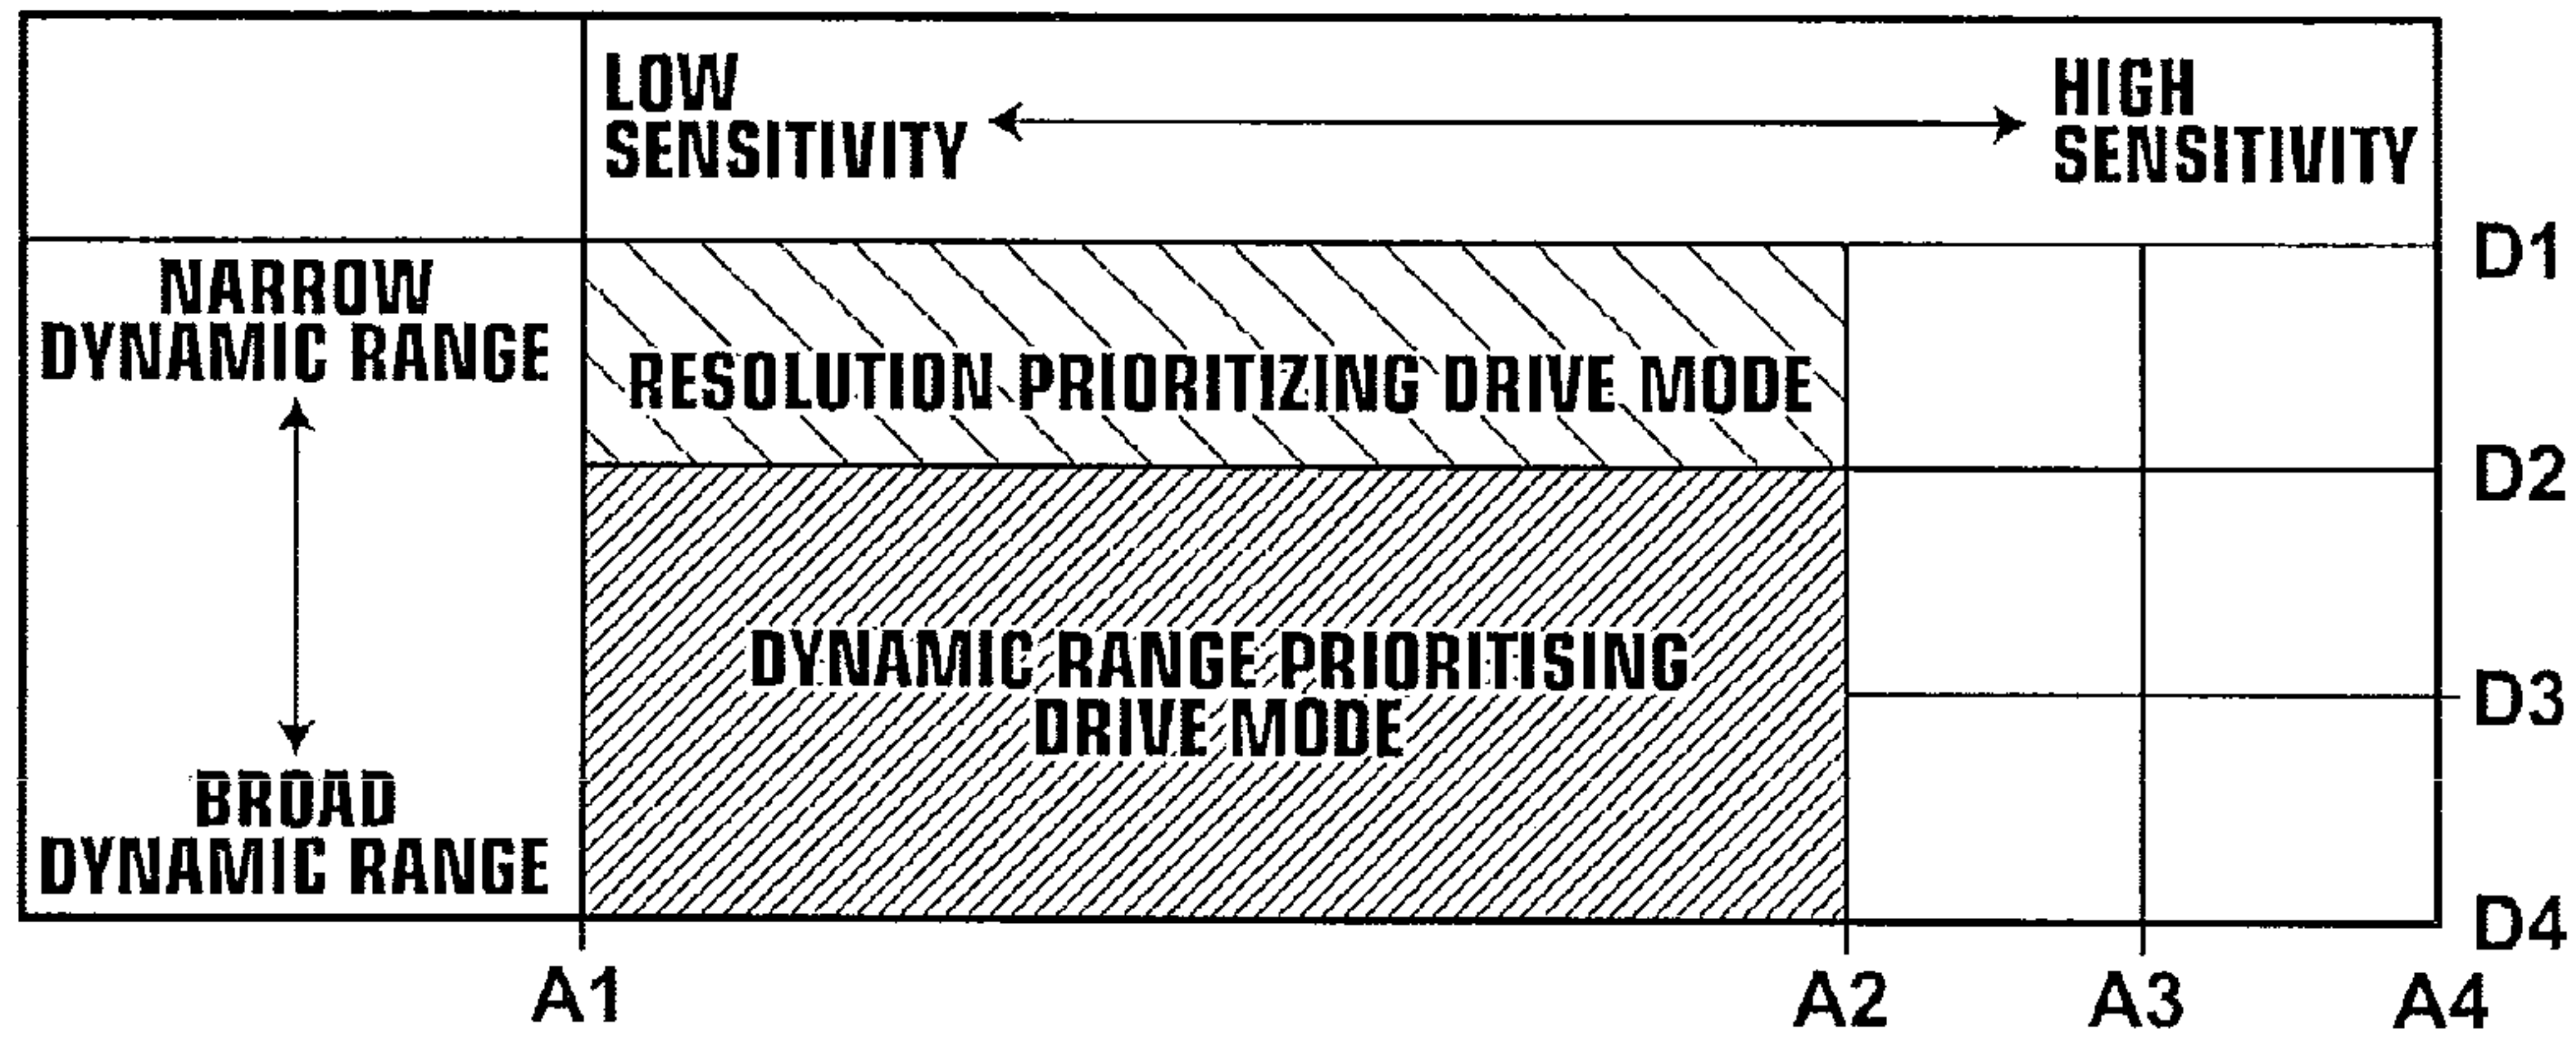 LOW
SENSITIVITY
HIGH
SENSITIVITY
D1
NARROW
DYNAMIC RANGE
RESOLUTION PRIORITIZING DRIVE MODE
D2
DYNAMIC RANGE PRIORITISING
DRIVE MODE
D3
BROAD
DYNAMIC RANGE
D4
A1
A2
A3
A4